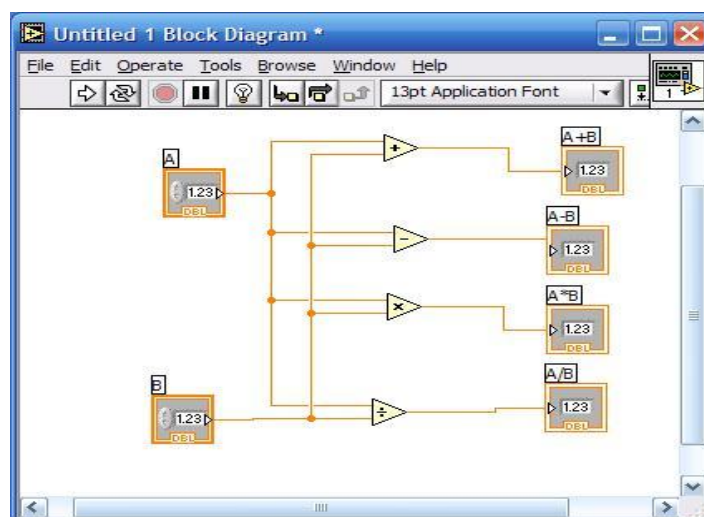 Untitled 1 Block Diagram *
File Edit Operate Tools Browse Window Help
13pt Application Font
1
A
1.23
DBL
+
A+B
1.23
DBL
−
A-B
1.23
DBL
×
A*B
1.23
DBL
B
1.23
DBL
÷
A/B
1.23
DBL